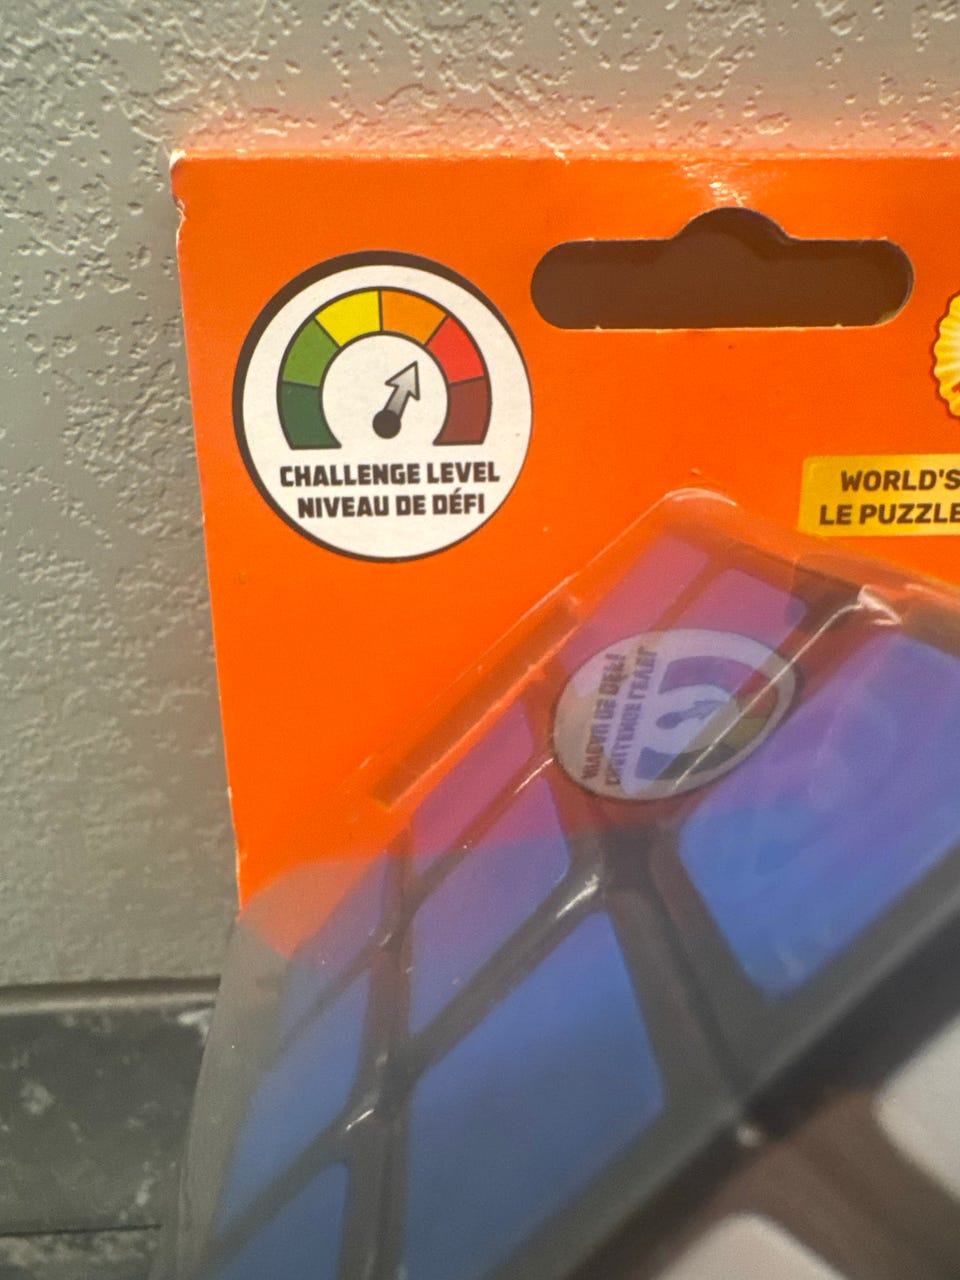 CHALLENGE LEVEL
NIVEAU DE DÉFI
WORLD'S
LE PUZZLE